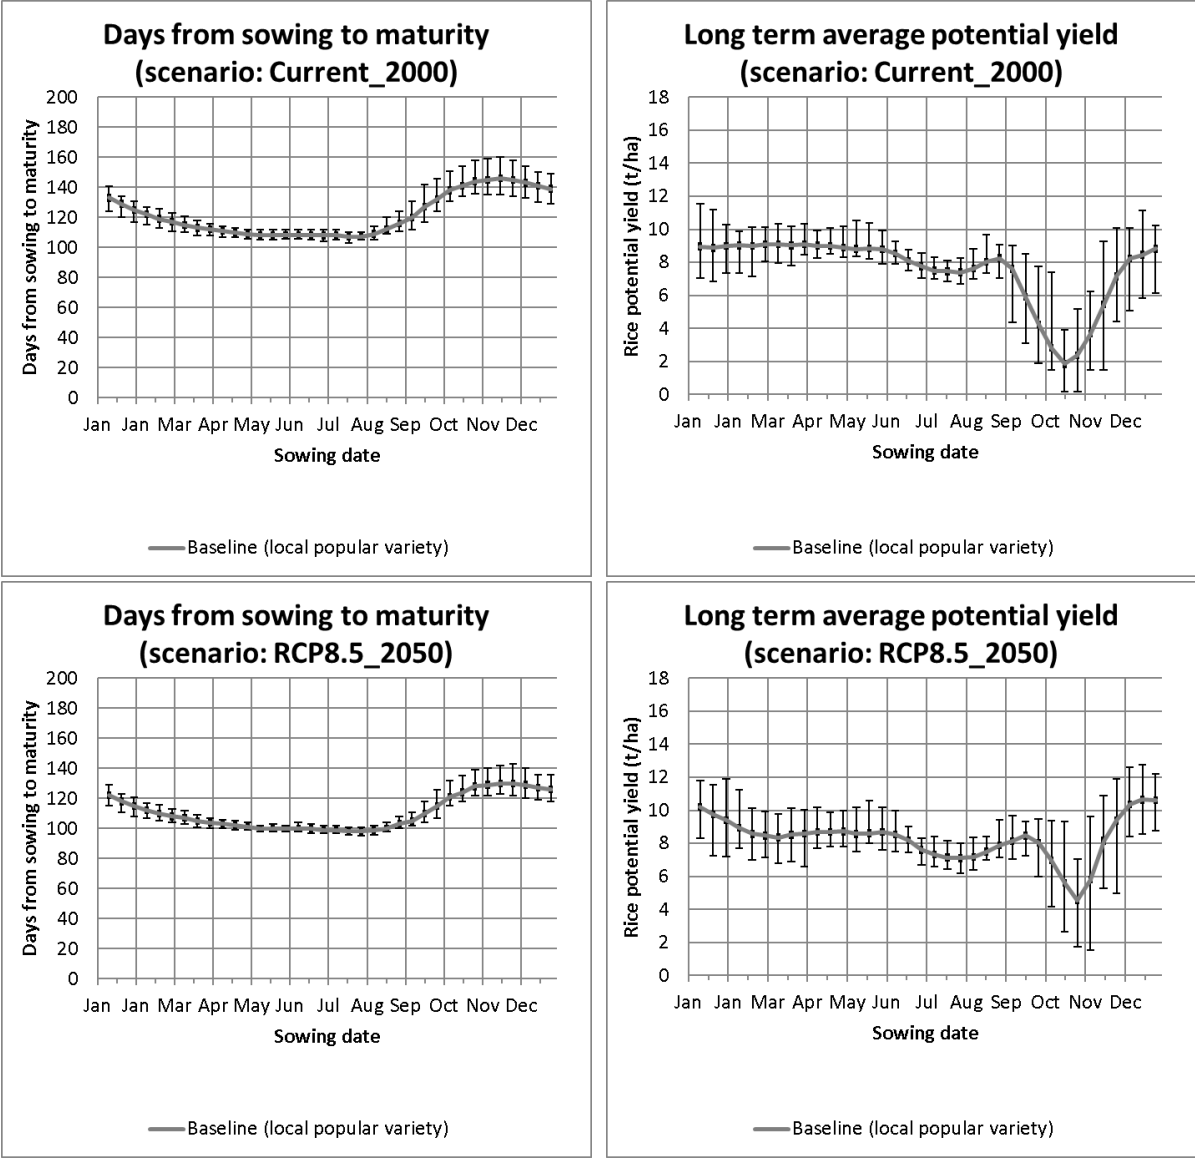 Days from sowing to maturity
(scenario: Current_2000)
Days from sowing to maturity
200
180
160
140
120
100
80
60
40
20
0
Jan Jan Mar Apr May Jun Jul Aug Sep Oct Nov Dec
Sowing date
Baseline (local popular variety)
Long term average potential yield
(scenario: Current_2000)
Rice potential yield (t/ha)
18
16
14
12
10
8
6
4
2
0
Jan Jan Mar Apr May Jun Jul Aug Sep Oct Nov Dec
Sowing date
Baseline (local popular variety)
Days from sowing to maturity
(scenario: RCP8.5_2050)
Days from sowing to maturity
200
180
160
140
120
100
80
60
40
20
0
Jan Jan Mar Apr May Jun Jul Aug Sep Oct Nov Dec
Sowing date
Baseline (local popular variety)
Long term average potential yield
(scenario: RCP8.5_2050)
Rice potential yield (t/ha)
18
16
14
12
10
8
6
4
2
0
Jan Jan Mar Apr May Jun Jul Aug Sep Oct Nov Dec
Sowing date
Baseline (local popular variety)